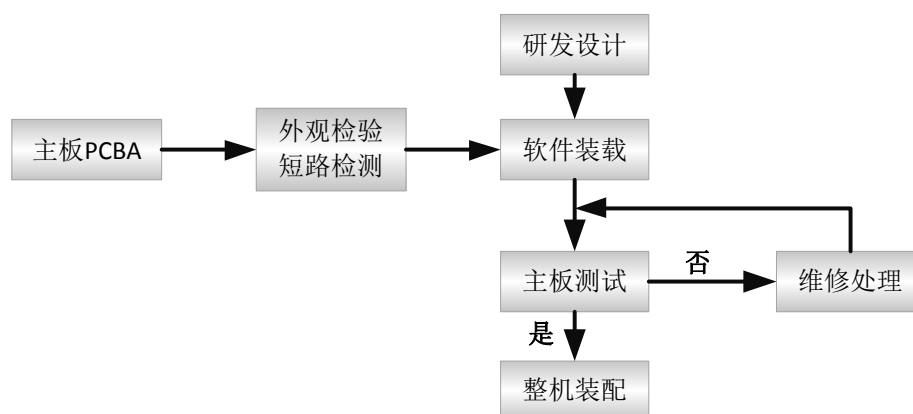 研发设计
主板PCBA
外观检验
短路检测
软件装载
主板测试
否
维修处理
是
整机装配